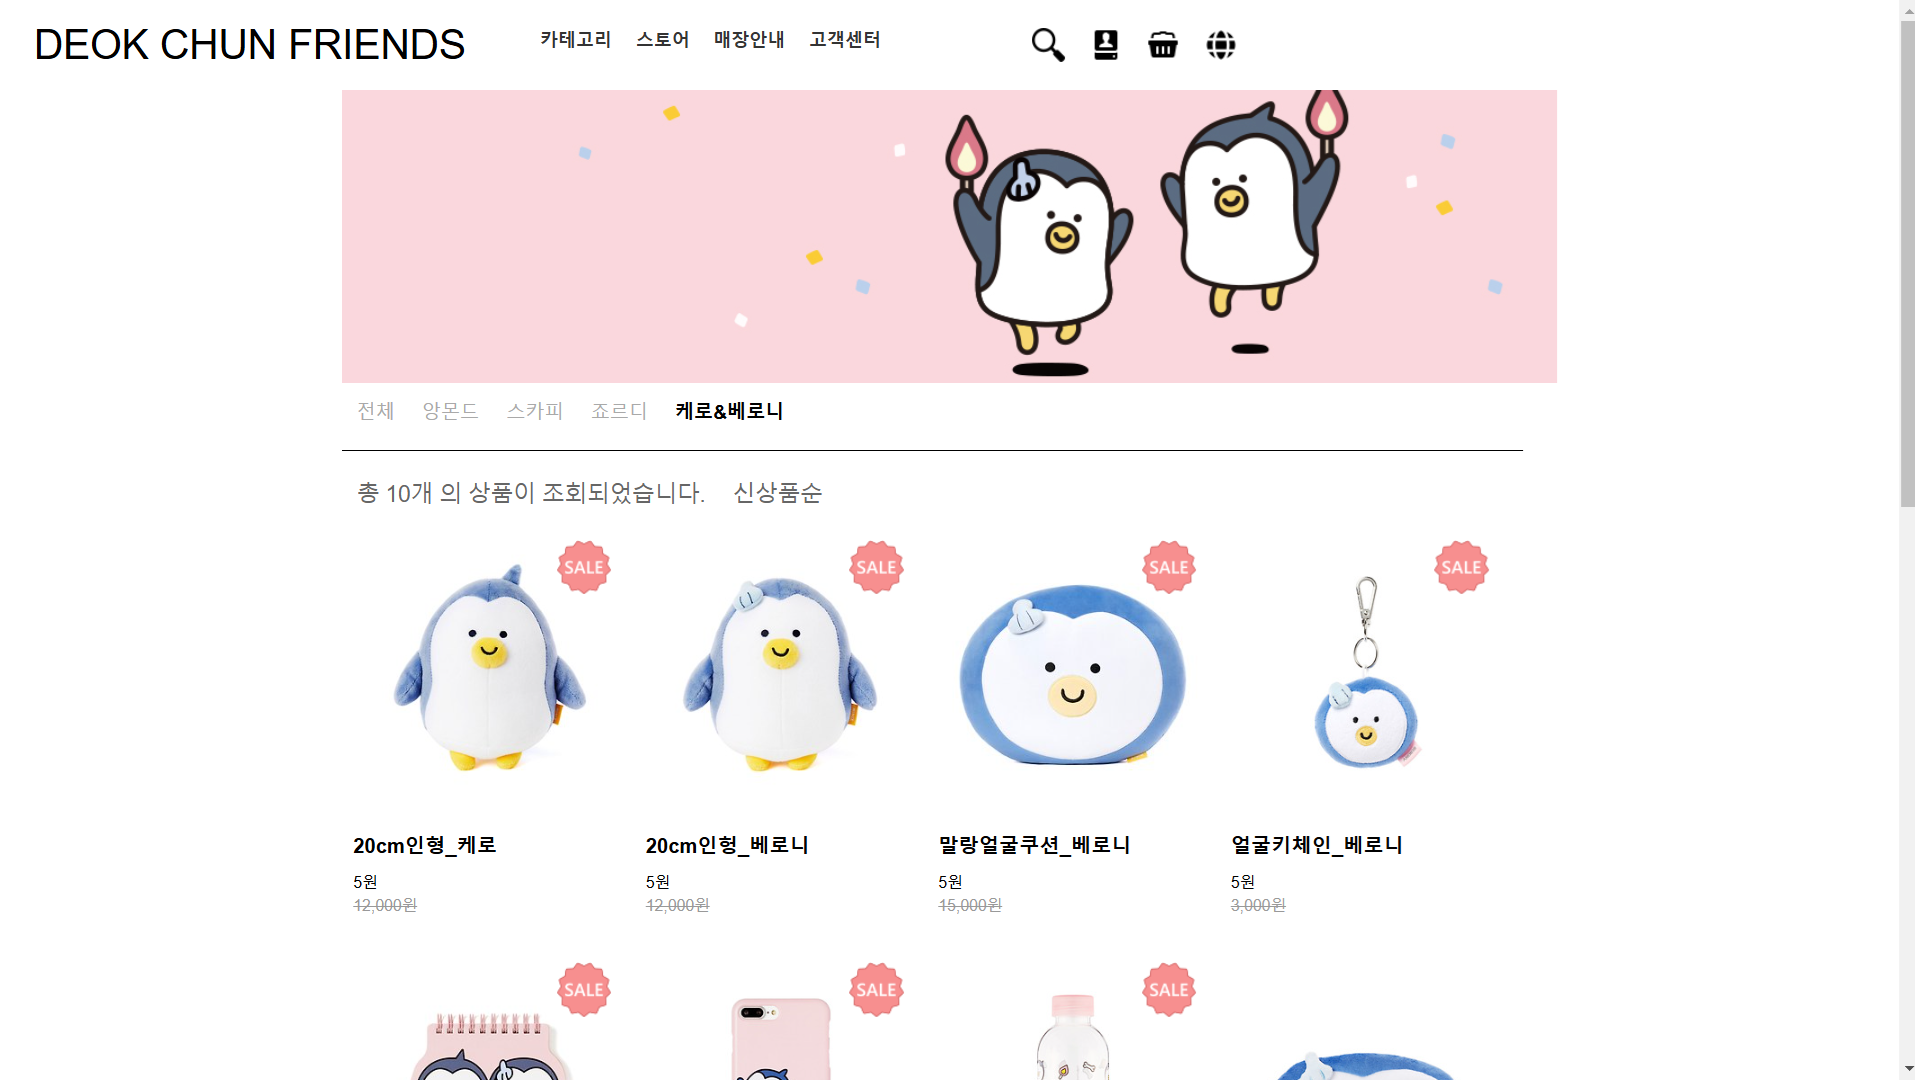 DEOK CHUN FRIENDS
카테고리 스토어 매장안내 고객센터
전체 앙몬드 스카피 죠르디 케로&베로니
총 10개 의 상품이 조회되었습니다. 신상품순
SALE SALE SALE SALE
20cm인형_케로 20cm인헝_베로니 말랑얼굴쿠션_베로니 얼굴키체인_베로니
5원 5원 5원 5원
12,000원 12,000원 15,000원 3,000원
SALE SALE SALE